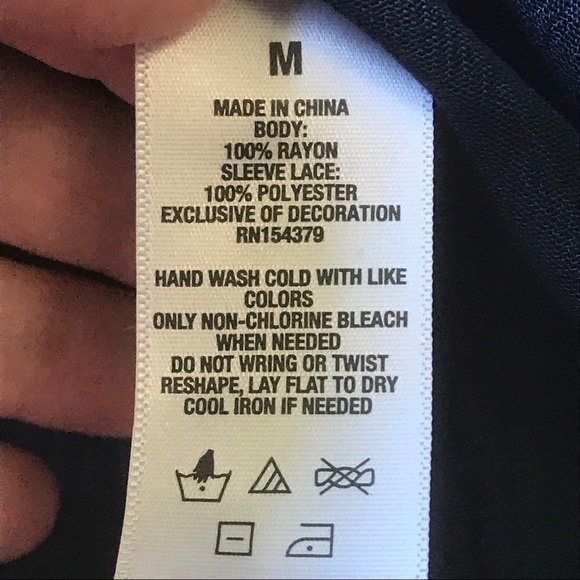 M
MADE IN CHINA
BODY:
100% RAYON
SLEEVE LACE:
100% POLYESTER
EXCLUSIVE OF DECORATION
RN154379
HAND WASH COLD WITH LIKE
COLORS
ONLY NON-CHLORINE BLEACH
WHEN NEEDED
DO NOT WRING OR TWIST
RESHAPE, LAY FLAT TO DRY
COOL IRON IF NEEDED